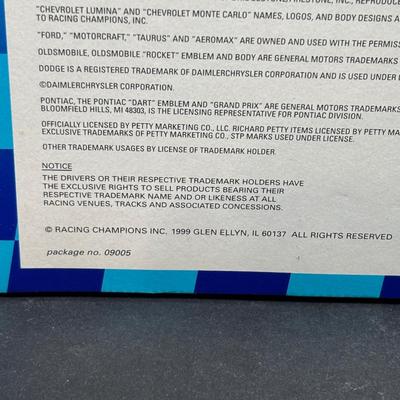 FIRESTONE, INC., REPRODUCE
"CHEVROLET LUMINA" AND "CHEVROLET MONTE CARLO" NAMES, LOGOS, AND BODY DESIGNS A
TO RACING CHAMPIONS, INC.
"FORD," "MOTORCRAFT," "TAURUS" AND "AEROMAX" ARE OWNED AND USED WITH THE PERMIS
OLDSMOBILE, OLDSMOBILE "ROCKET" EMBLEM AND BODY ARE GENERAL MOTORS TRADEMARKS
DODGE IS A REGISTERED TRADEMARK OF DAIMLERCHRYSLER CORPORATION AND IS USED UNDER
©DAIMLERCHRYSLER CORPORATION.
PONTIAC, THE PONTIAC "DART" EMBLEM AND "GRAND PRIX" ARE GENERAL MOTORS TRADEMARKS
BLOOMFIELD HILLS, MI 48303, IS THE LICENSING REPRESENTATIVE FOR PONTIAC DIVISION.
OFFICIALLY LICENSED BY PETTY MARKETING CO., LLC. RICHARD PETTY ITEMS LICENSED BY PETTY MA
EXCLUSIVE TRADEMARKS OF PETTY MARKETING CO., STP MARKS USED UNDER LICENSE.
OTHER TRADEMARK USAGES BY LICENSE OF TRADEMARK HOLDER.
NOTICE
THE DRIVERS OR THEIR RESPECTIVE TRADEMARK HOLDERS HAVE
THE EXCLUSIVE RIGHTS TO SELL PRODUCTS BEARING THEIR
RESPECTIVE TRADEMARK NAME AND OR LIKENESS AT ALL
RACING VENUES, TRACKS AND ASSOCIATED CONCESSIONS.
© RACING CHAMPIONS INC. 1999 GLEN ELLYN, IL 60137 ALL RIGHTS RESERVED
package no. 09005